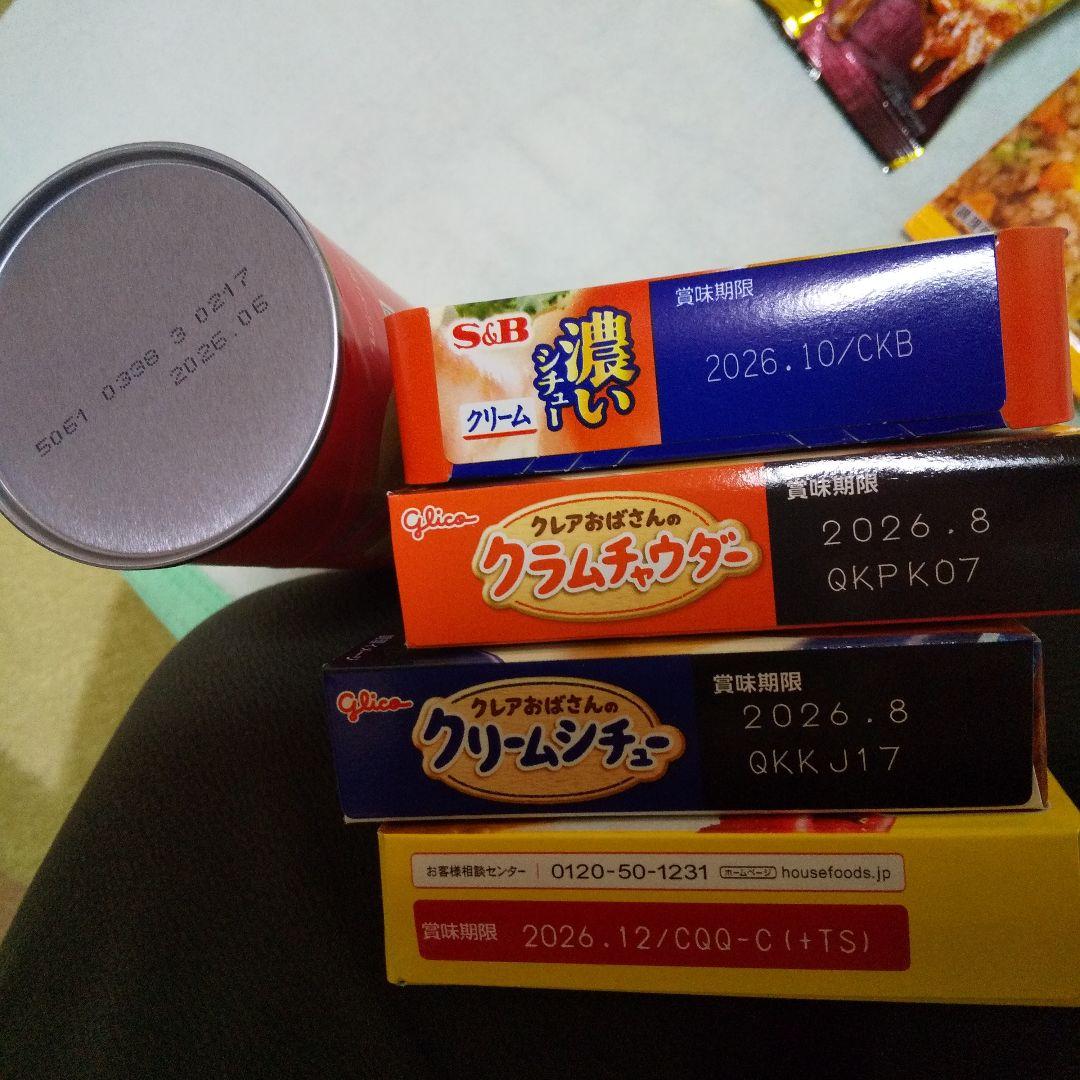 5061 0338 3 0217
2026.06
S&B
濃い
シチュー
クリーム
賞味期限
2026.10/CKB
glico
クレアおばさんの
クラムチャウダー
賞味期限
2026.8
QKPK07
glico
クレアおばさんの
クリームシチュー
賞味期限
2026.8
QKKJ17
お客様相談センター 0120-50-1231 ホームページ housefoods.jp
賞味期限 2026.12/CQQ-C(+TS)